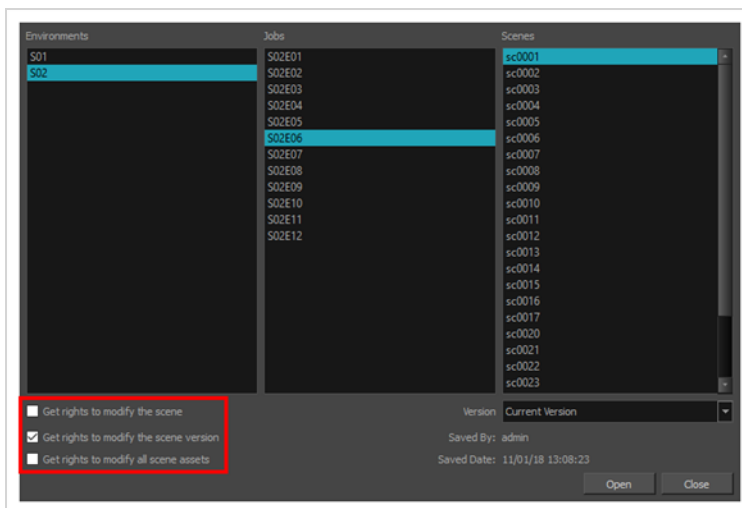 Environments
S01
S02
Jobs
S02E01
S02E02
S02E03
S02E04
S02E05
S02E06
S02E07
S02E08
S02E09
S02E10
S02E11
S02E12
Scenes
sc0001
sc0002
sc0003
sc0004
sc0005
sc0006
sc0007
sc0008
sc0009
sc0010
sc0011
sc0012
sc0013
sc0014
sc0015
sc0016
sc0017
sc0020
sc0021
sc0022
sc0023
Get rights to modify the scene
Get rights to modify the scene version
Get rights to modify all scene assets
Version Current Version
Saved By: admin
Saved Date: 11/01/18 13:08:23
Open Close